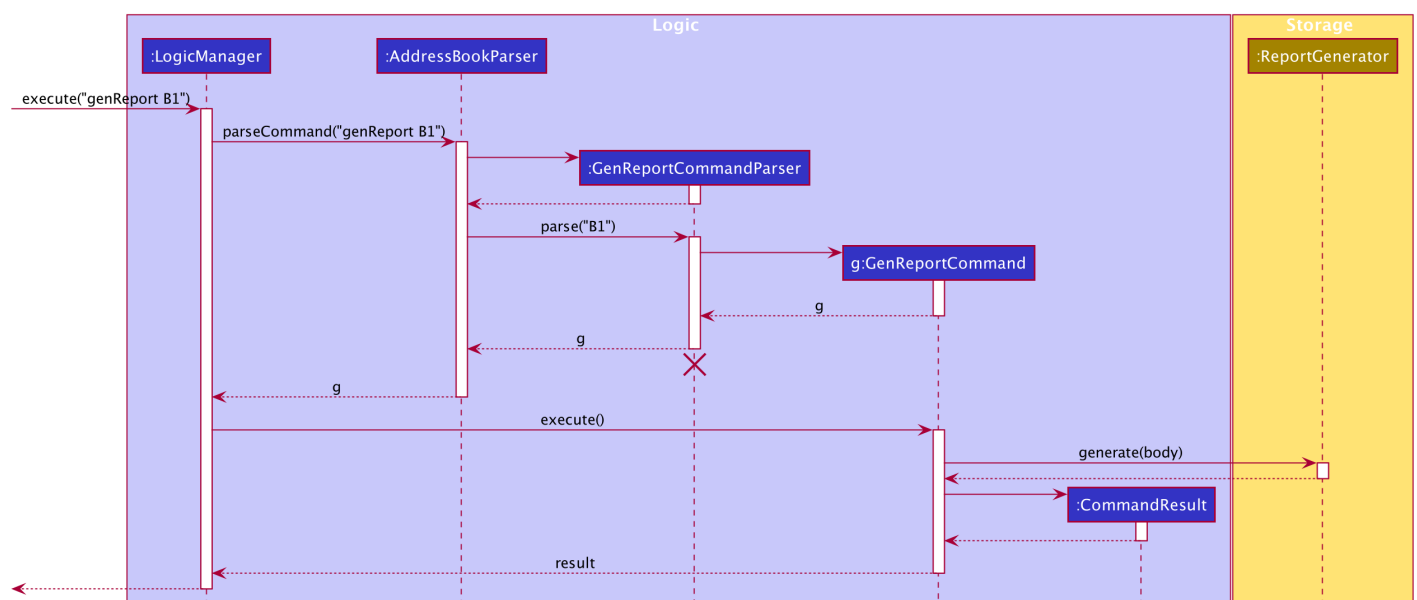 Logic
Storage
:LogicManager
:AddressBookParser
:ReportGenerator
execute("genReport B1")
parseCommand("genReport B1")
:GenReportCommandParser
parse("B1")
g:GenReportCommand
g
g
g
execute()
generate(body)
:CommandResult
result